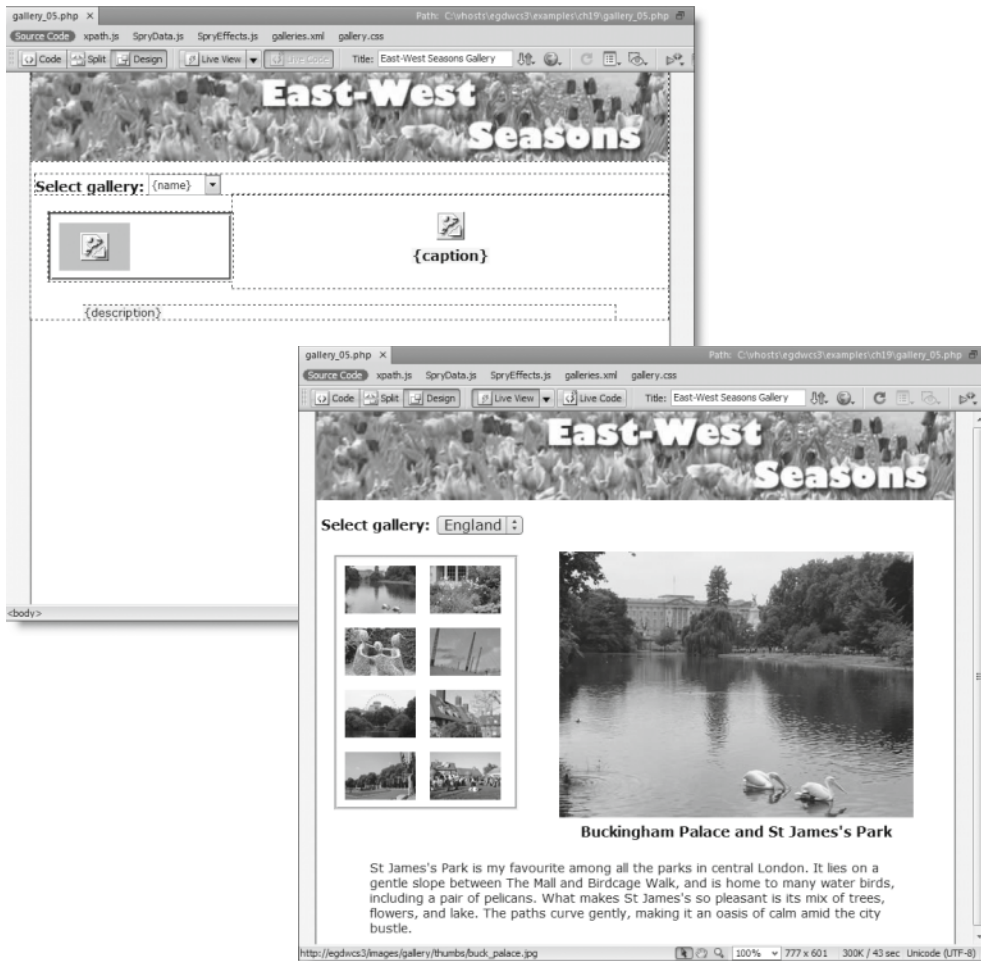 gallery_05.php × Path: C:\vhosts\egdwcs3\examples\ch19\gallery_05.php
Source Code xpath.js SpryData.js SpryEffects.js galleries.xml gallery.css
Code Split Design Live View Live Code Title: East-West Seasons Gallery
East-West
Seasons
Select gallery: {name}
{caption}
{description}
<body>
gallery_05.php × Path: C:\vhosts\egdwcs3\examples\ch19\gallery_05.php
Source Code xpath.js SpryData.js SpryEffects.js galleries.xml gallery.css
Code Split Design Live View Live Code Title: East-West Seasons Gallery
East-West
Seasons
Select gallery: England
Buckingham Palace and St James's Park
St James's Park is my favourite among all the parks in central London. It lies on a
gentle slope between The Mall and Birdcage Walk, and is home to many water birds,
including a pair of pelicans. What makes St James's so pleasant is its mix of trees,
flowers, and lake. The paths curve gently, making it an oasis of calm amid the city
bustle.
http://egdwcs3/images/gallery/thumbs/buck_palace.jpg 100% 777 x 601 300K / 43 sec Unicode (UTF-8)